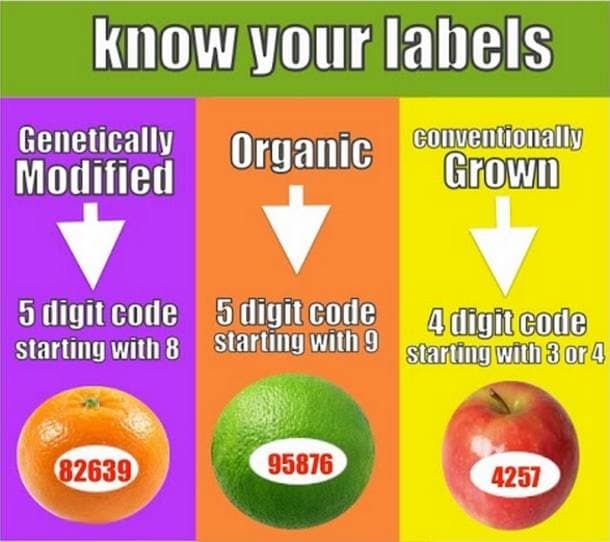 know your labels
Genetically
Modified
5 digit code
starting with 8
82639
Organic
5 digit code
starting with 9
95876
conventionally
Grown
4 digit code
starting with 3 or 4
4257